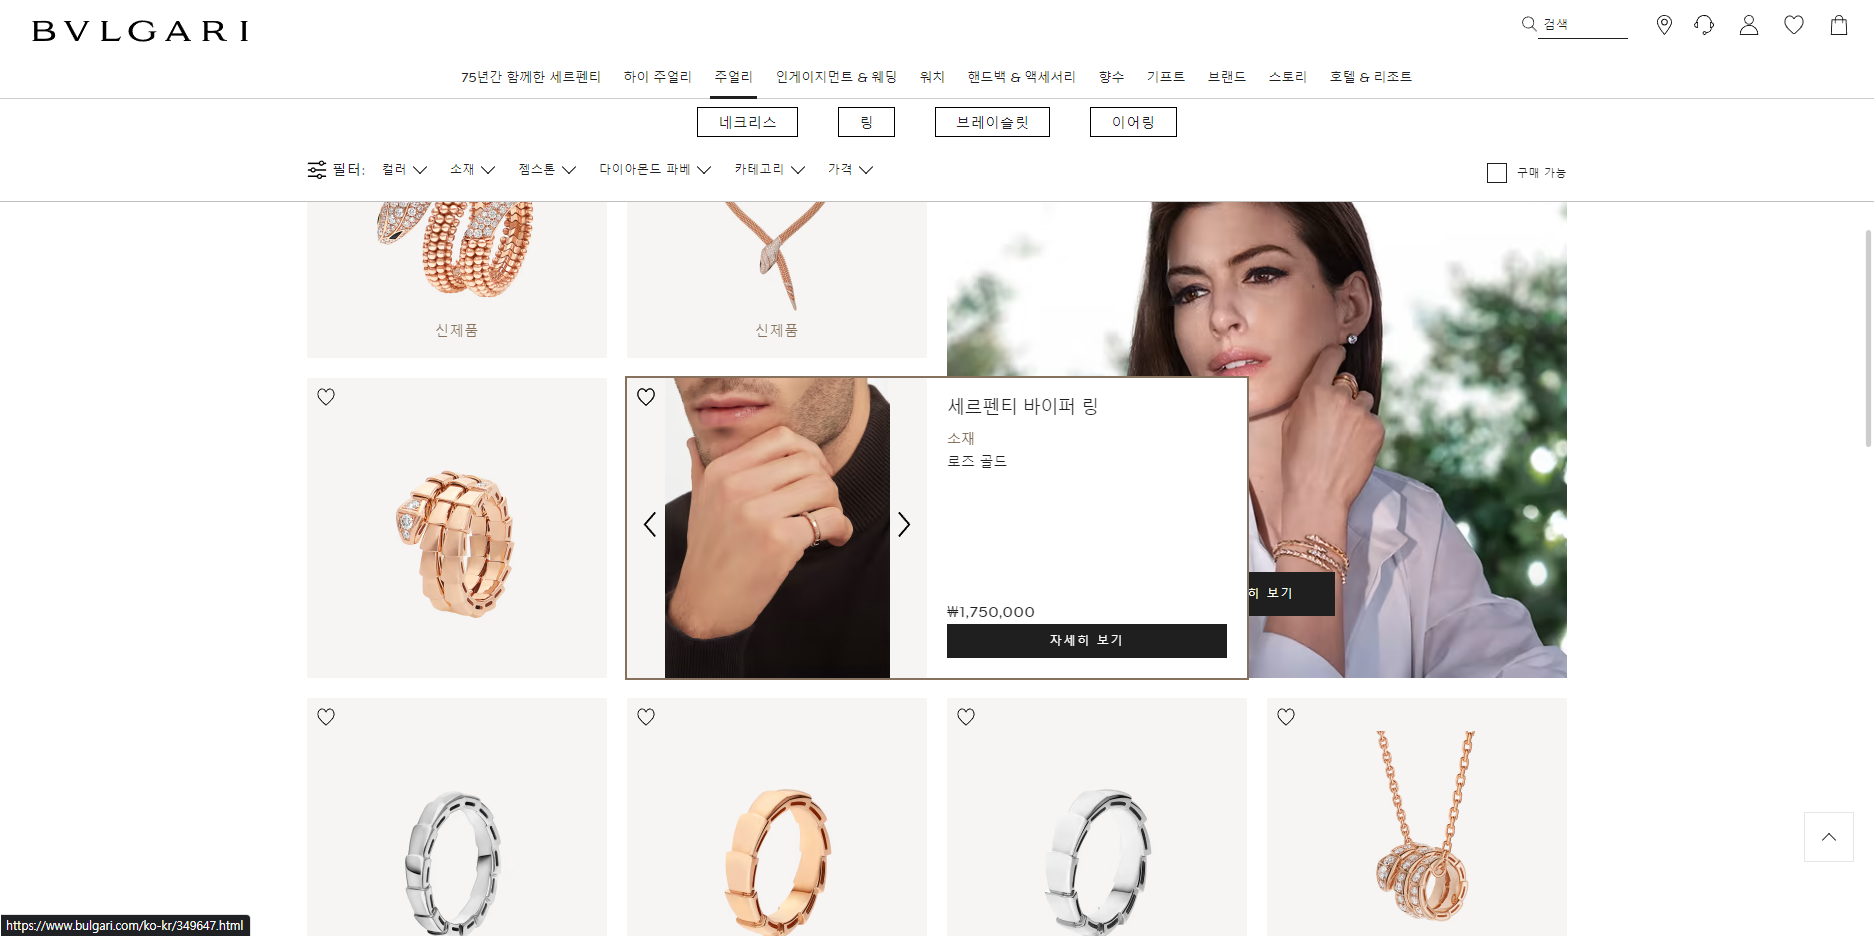 BVLGARI
검색
75년간 함께한 세르펜티
하이 주얼리
주얼리
인게이지먼트 & 웨딩
워치
핸드백 & 액세서리
향수
기프트
브랜드
스토리
호텔 & 리조트
네크리스
링
브레이슬릿
이어링
필터:
컬러
소재
젬스톤
다이아몬드 파베
카테고리
가격
구매 가능
신제품
신제품
세르펜티 바이퍼 링
소재
로즈 골드
₩1,750,000
자세히 보기
히 보기
https://www.bulgari.com/ko-kr/349647.html